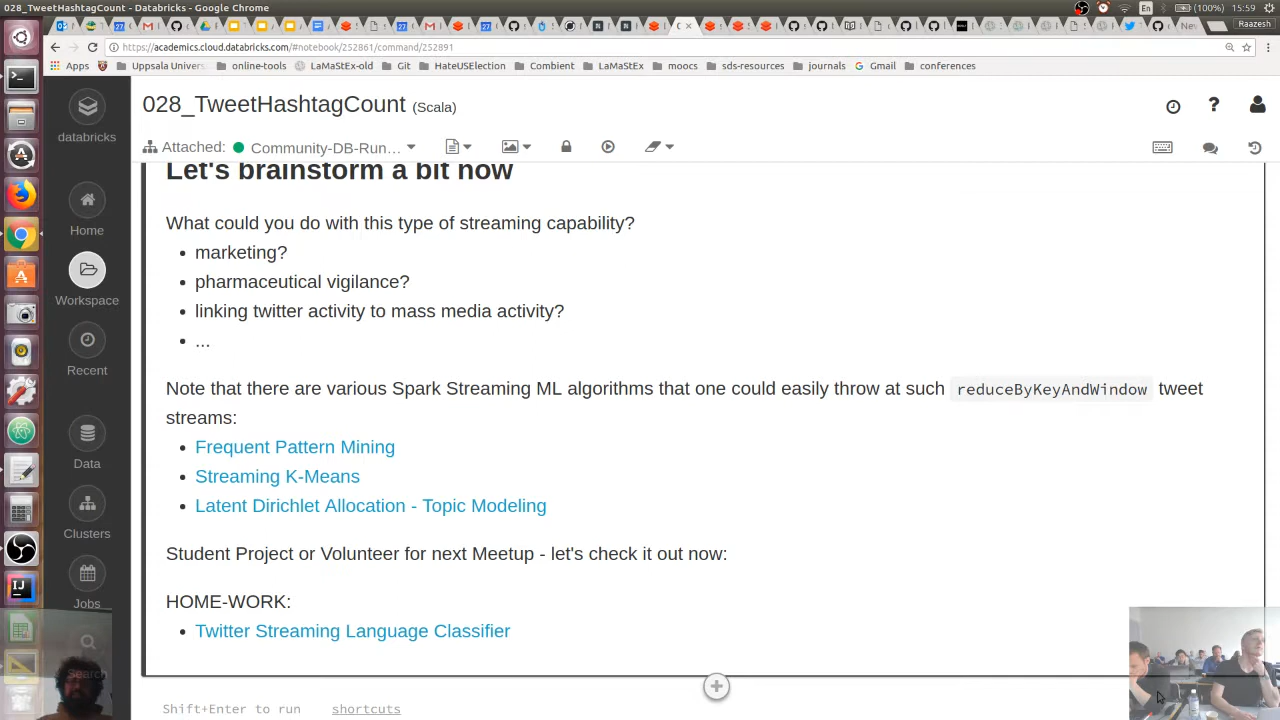 028_TweetHashtagCount - Databricks - Google Chrome
(100%) 15:59
Raazesh
https://academics.cloud.databricks.com/#notebook/252861/command/252891
Apps Uppsala Univers online-tools LaMaStEx-old Git HateUSElection Combient LaMaStEx moocs sds-resources journals Gmail conferences
databricks
Home
Workspace
Recent
Data
Clusters
Jobs
Search
028_TweetHashtagCount (Scala)
Attached: Community-DB-Run...
Let's brainstorm a bit now
What could you do with this type of streaming capability?
• marketing?
• pharmaceutical vigilance?
• linking twitter activity to mass media activity?
• ...
Note that there are various Spark Streaming ML algorithms that one could easily throw at such reduceByKeyAndWindow tweet
streams:
• Frequent Pattern Mining
• Streaming K-Means
• Latent Dirichlet Allocation - Topic Modeling
Student Project or Volunteer for next Meetup - let's check it out now:
HOME-WORK:
• Twitter Streaming Language Classifier
Shift+Enter to run shortcuts